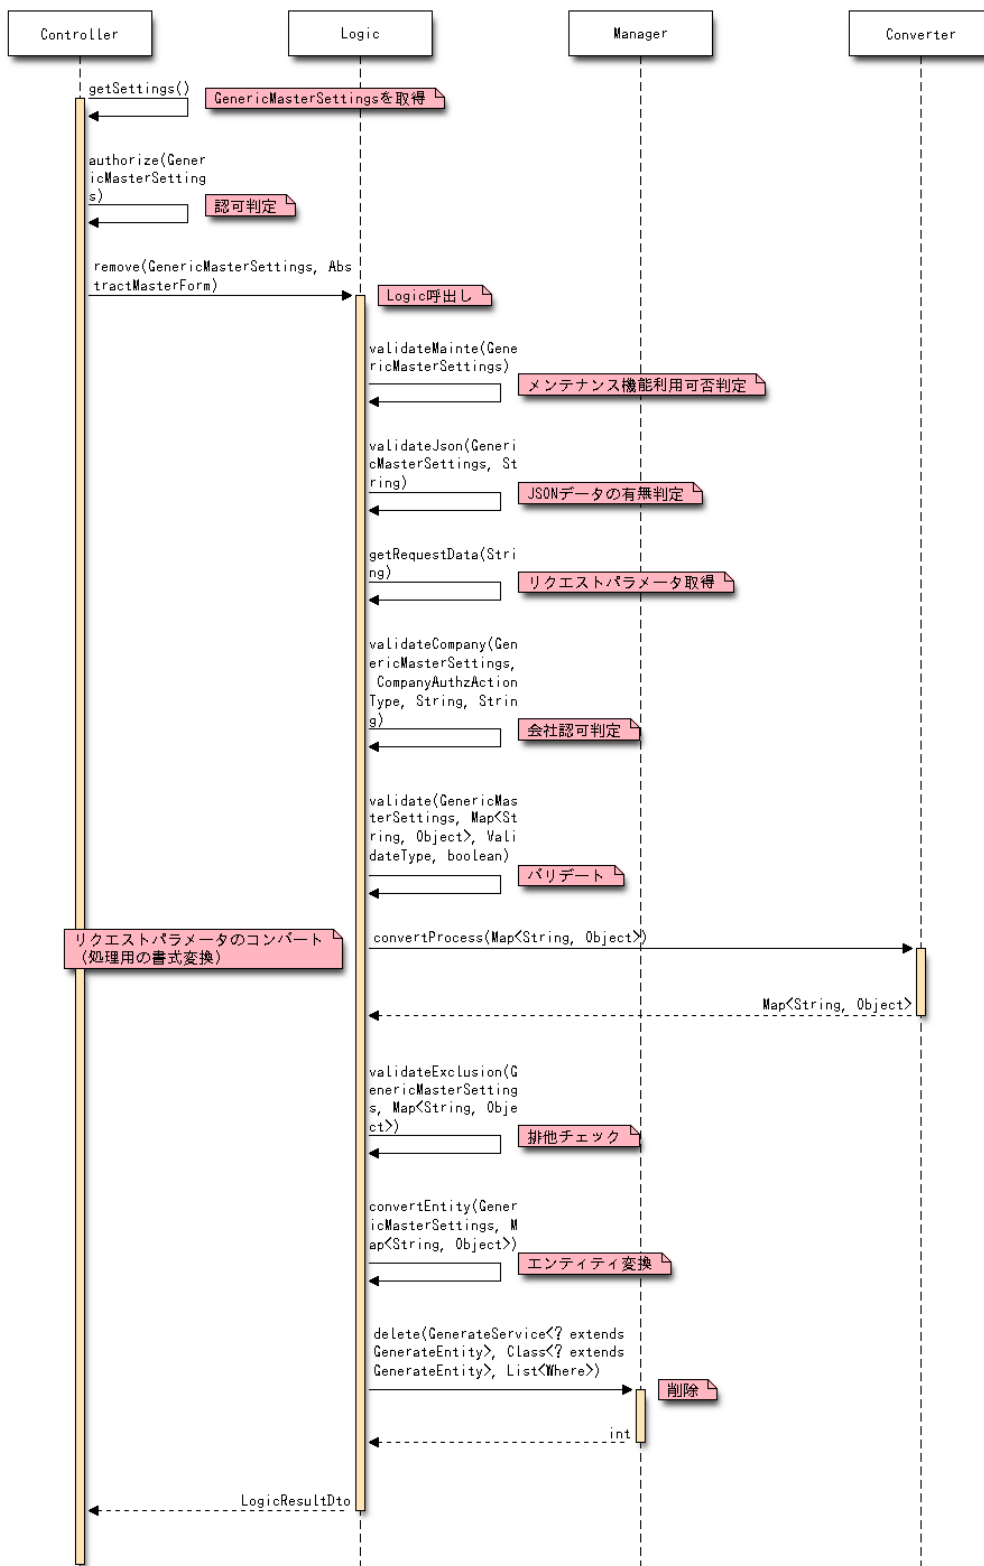 Controller
Logic
Manager
Converter
getSettings()
GenericMasterSettingsを取得
authorize(Gener
icMasterSetting
s)
認可判定
remove(GenericMasterSettings, Abs
tractMasterForm)
Logic呼出し
validateMainte(Gene
ricMasterSettings)
メンテナンス機能利用可否判定
validateJson(Generi
cMasterSettings, St
ring)
JSONデータの有無判定
getRequestData(Stri
ng)
リクエストパラメータ取得
validateCompany(Gen
ericMasterSettings,
CompanyAuthzAction
Type, String, Strin
g)
会社認可判定
validate(GenericMas
terSettings, Map<St
ring, Object>, Vali
dateType, boolean)
バリデート
リクエストパラメータのコンバート
（処理用の書式変換）
convertProcess(Map<String, Object>)
Map<String, Object>
validateExclusion(G
enericMasterSetting
s, Map<String, Obje
ct>)
排他チェック
convertEntity(Gener
icMasterSettings, M
ap<String, Object>)
エンティティ変換
delete(GenerateService<? extends
GenerateEntity>, Class<? extends
GenerateEntity>, List<Where>)
削除
int
LogicResultDto